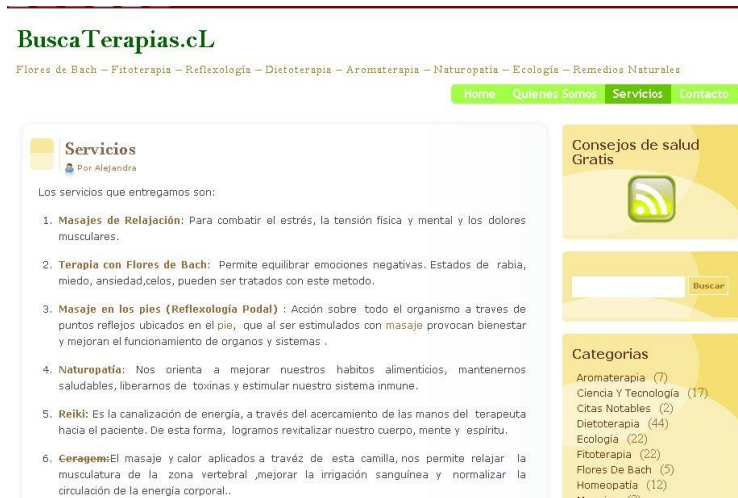 BuscaTerapias.cL
Flores de Bach – Fitoterapia – Reflexología – Dietoterapia – Aromaterapia – Naturopatía – Ecología – Remedios Naturales
Home Quienes Somos Servicios Contacto
Servicios
Por Alejandra
Los servicios que entregamos son:
1. Masajes de Relajación: Para combatir el estrés, la tensión física y mental y los dolores
musculares.
2. Terapia con Flores de Bach: Permite equilibrar emociones negativas. Estados de rabia,
miedo, ansiedad,celos, pueden ser tratados con este metodo.
3. Masaje en los pies (Reflexología Podal) : Acción sobre todo el organismo a traves de
puntos reflejos ubicados en el pie, que al ser estimulados con masaje provocan bienestar
y mejoran el funcionamiento de organos y sistemas .
4. Naturopatía: Nos orienta a mejorar nuestros habitos alimenticios, mantenernos
saludables, liberarnos de toxinas y estimular nuestro sistema inmune.
5. Reiki: Es la canalización de energía, a través del acercamiento de las manos del terapeuta
hacia el paciente. De esta forma, logramos revitalizar nuestro cuerpo, mente y espíritu.
6. Ceragem:El masaje y calor aplicados a travéz de esta camilla, nos permite relajar la
musculatura de la zona vertebral ,mejorar la irrigación sanguínea y normalizar la
circulación de la energía corporal..
Consejos de salud
Gratis
Buscar
Categorias
Aromaterapia (7)
Ciencia Y Tecnología (17)
Citas Notables (2)
Dietoterapia (44)
Ecología (22)
Fitoterapia (22)
Flores De Bach (5)
Homeopatía (12)